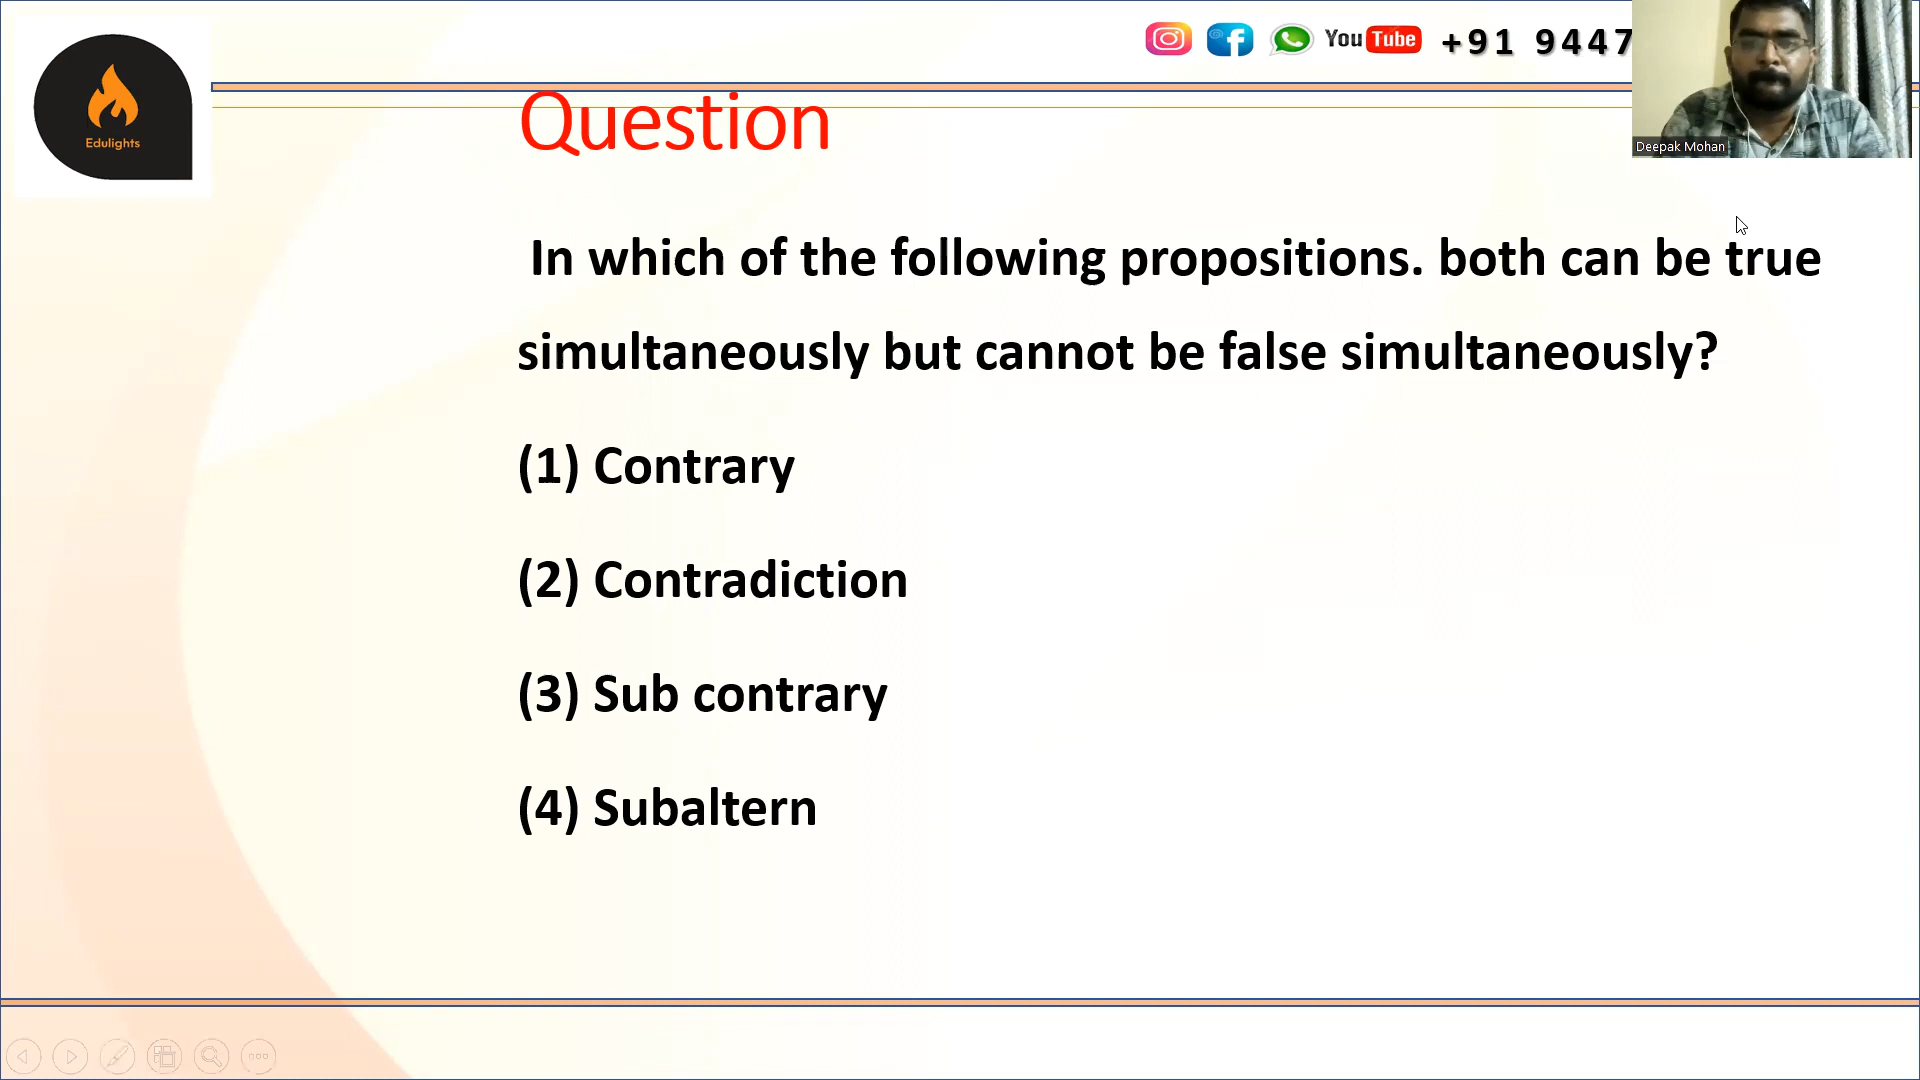 Edulights
You Tube +91 9447
Deepak Mohan
Question
In which of the following propositions. both can be true
simultaneously but cannot be false simultaneously?
(1) Contrary
(2) Contradiction
(3) Sub contrary
(4) Subaltern